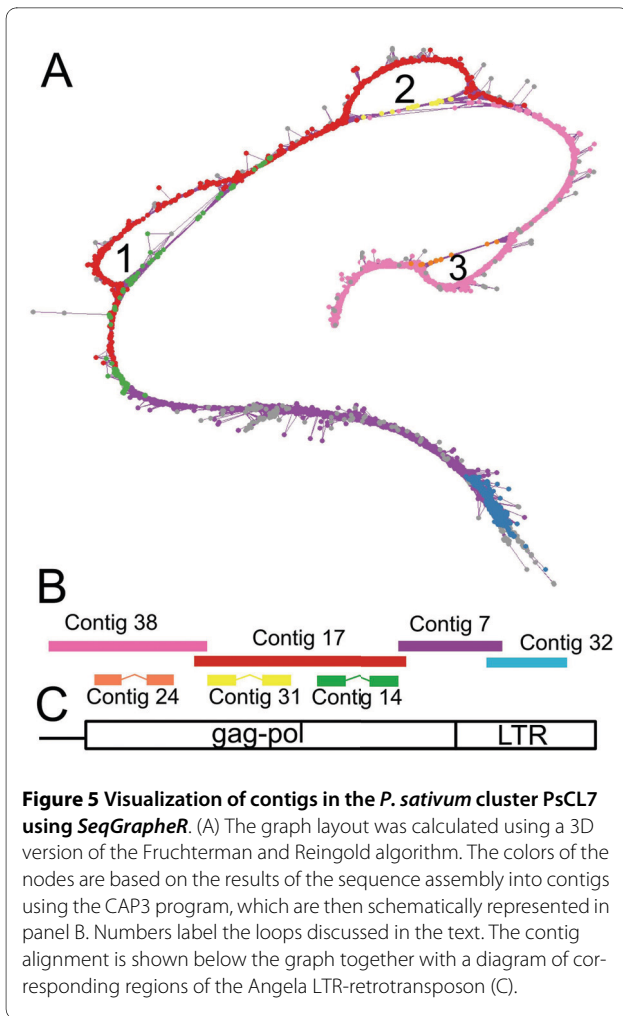 A
1
2
3
B
Contig 38
Contig 17
Contig 7
Contig 32
Contig 24
Contig 31
Contig 14
C
gag-pol
LTR
Figure 5 Visualization of contigs in the P. sativum cluster PsCL7
using SeqGrapheR. (A) The graph layout was calculated using a 3D
version of the Fruchterman and Reingold algorithm. The colors of the
nodes are based on the results of the sequence assembly into contigs
using the CAP3 program, which are then schematically represented in
panel B. Numbers label the loops discussed in the text. The contig
alignment is shown below the graph together with a diagram of cor-
responding regions of the Angela LTR-retrotransposon (C).